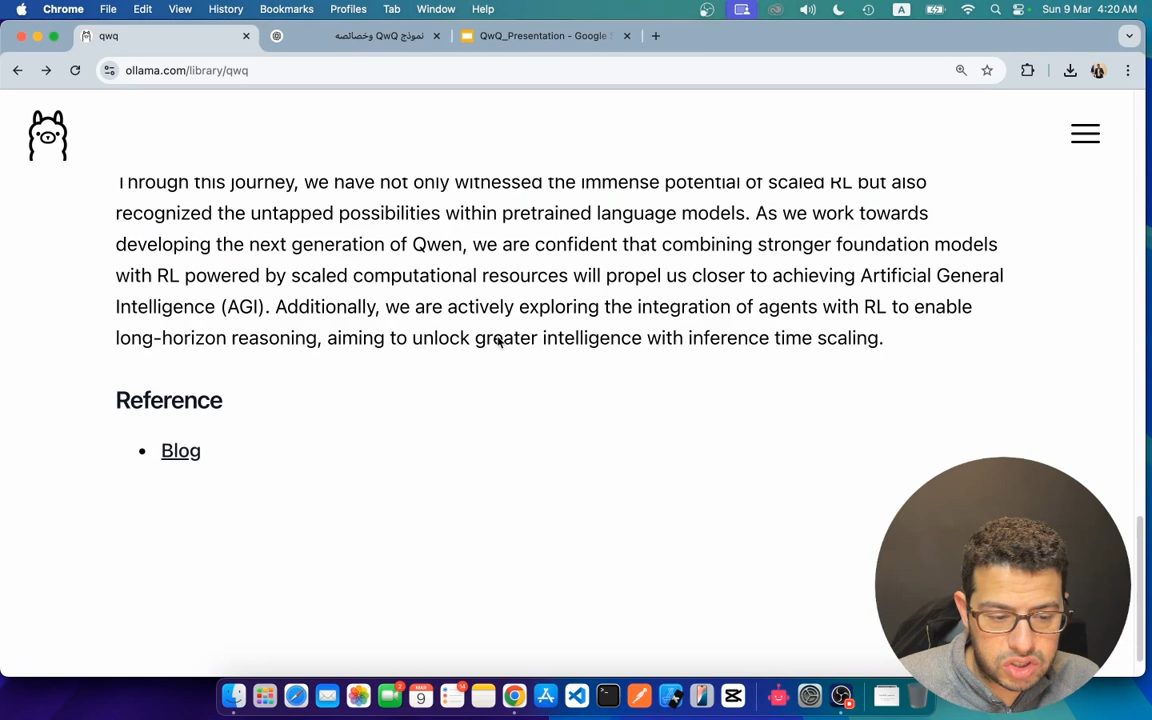 Chrome File Edit View History Bookmarks Profiles Tab Window Help
A
Sun 9 Mar 4:20 AM
qwq
نموذج QwQ وخصائصه
QwQ_Presentation - Google
ollama.com/library/qwq
Through this journey, we have not only witnessed the immense potential of scaled RL but also
recognized the untapped possibilities within pretrained language models. As we work towards
developing the next generation of Qwen, we are confident that combining stronger foundation models
with RL powered by scaled computational resources will propel us closer to achieving Artificial General
Intelligence (AGI). Additionally, we are actively exploring the integration of agents with RL to enable
long-horizon reasoning, aiming to unlock greater intelligence with inference time scaling.
Reference
• Blog